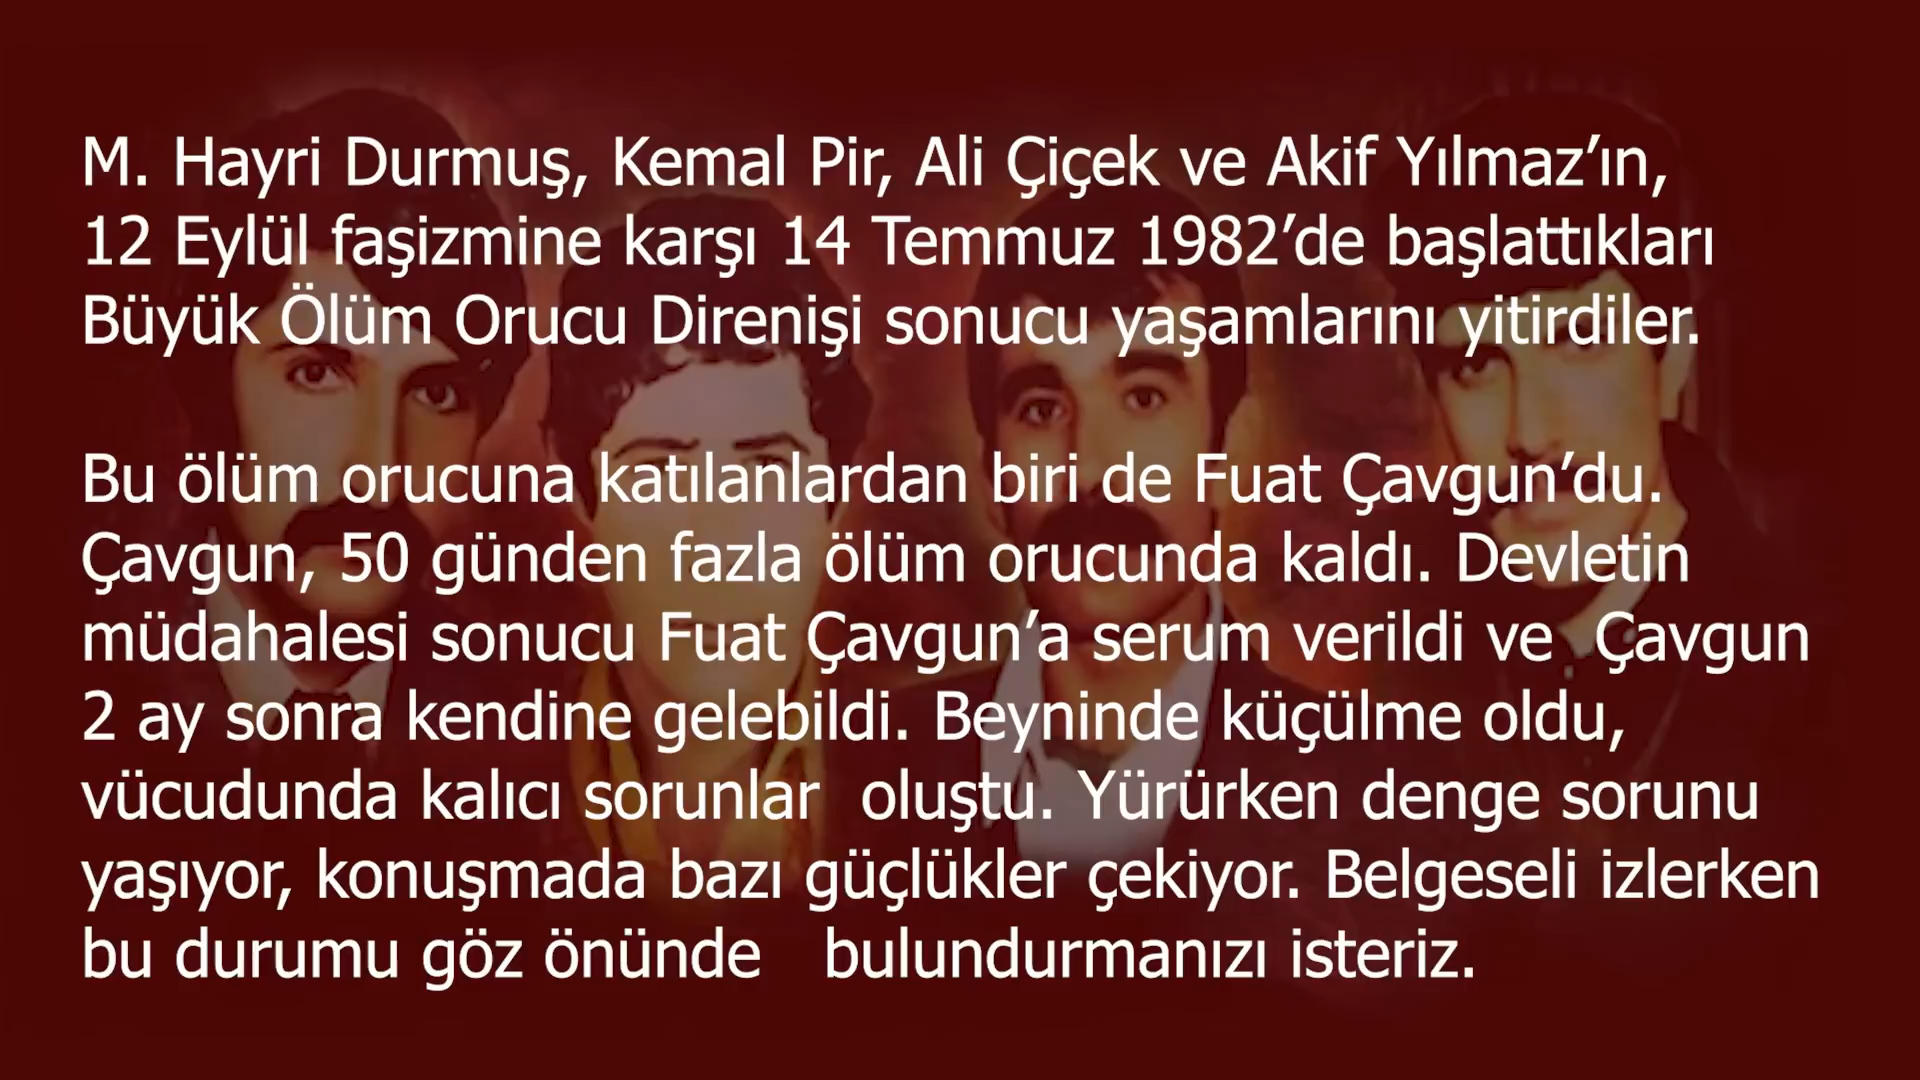 M. Hayri Durmuş, Kemal Pir, Ali Çiçek ve Akif Yılmaz’ın,
12 Eylül faşizmine karşı 14 Temmuz 1982’de başlattıkları
Büyük Ölüm Orucu Direnişi sonucu yaşamlarını yitirdiler.
Bu ölüm orucuna katılanlardan biri de Fuat Çavgun’du.
Çavgun, 50 günden fazla ölüm orucunda kaldı. Devletin
müdahalesi sonucu Fuat Çavgun’a serum verildi ve Çavgun
2 ay sonra kendine gelebildi. Beyninde küçülme oldu,
vücudunda kalıcı sorunlar oluştu. Yürürken denge sorunu
yaşıyor, konuşmada bazı güçlükler çekiyor. Belgeseli izlerken
bu durumu göz önünde bulundurmanızı isteriz.